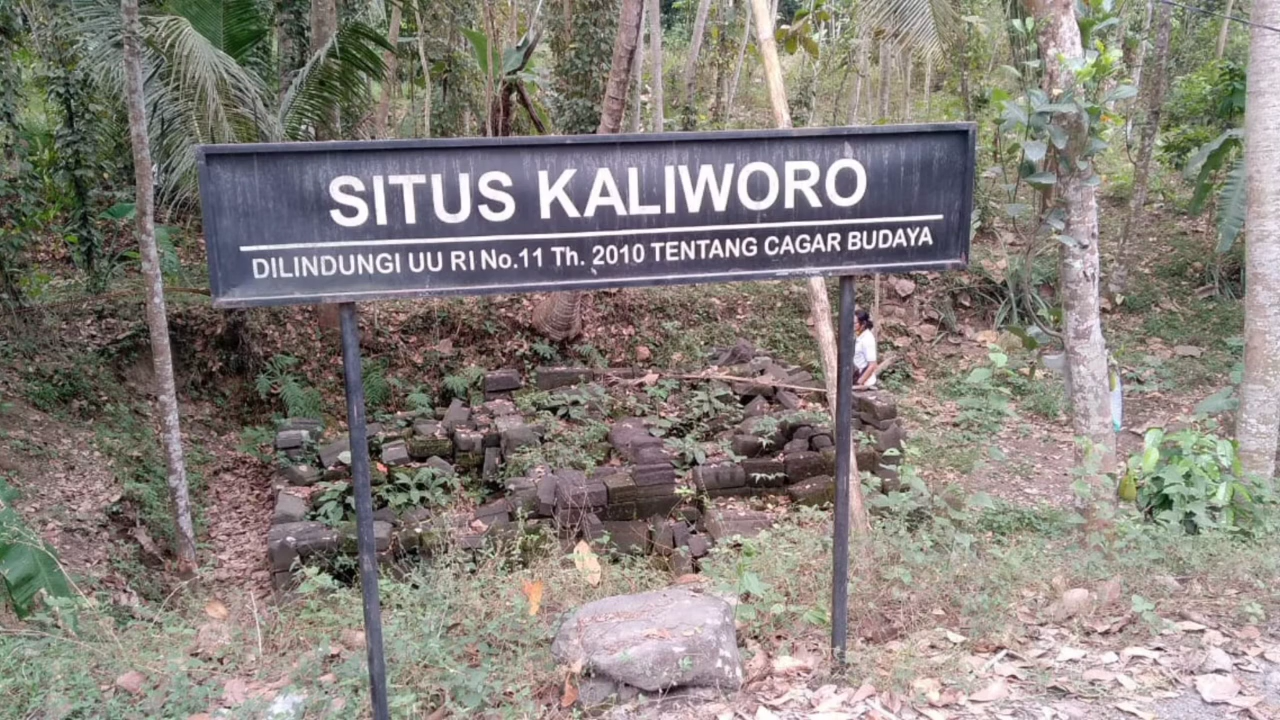 SITUS KALIWORO
DILINDUNGI UU RI No.11 Th. 2010 TENTANG CAGAR BUDAYA